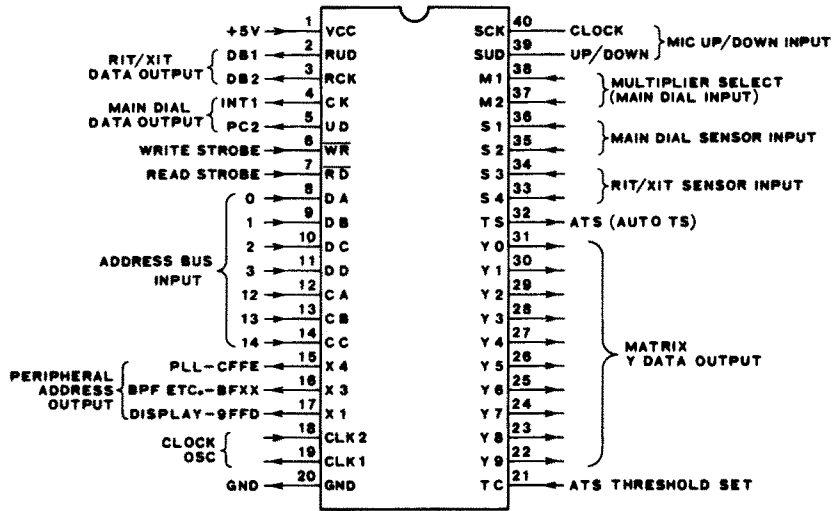 +5V 1 VCC SCK 40 CLOCK
RIT/XIT DATA OUTPUT
DB1 2 RUD SUD 39 UP/DOWN
MIC UP/DOWN INPUT
DB2 3 RCK M1 38
MULTIPLIER SELECT
(MAIN DIAL INPUT)
MAIN DIAL DATA OUTPUT
INT1 4 CK M2 37
PC2 5 UD S1 36
MAIN DIAL SENSOR INPUT
WRITE STROBE 6 WR S2 35
READ STROBE 7 RD S3 34
RIT/XIT SENSOR INPUT
0 8 DA S4 33
1 9 DB TS 32 ATS (AUTO TS)
2 10 DC Y0 31
ADDRESS BUS
INPUT
3 11 DD Y1 30
12 12 CA Y2 29
13 13 CB Y3 28
14 14 CC Y4 27
MATRIX
Y DATA OUTPUT
PERIPHERAL
ADDRESS
OUTPUT
PLL-CFFE 15 X4 Y5 26
BPF ETC.-BFXX 16 X3 Y6 25
DISPLAY-9FFD 17 X1 Y7 24
CLOCK
OSC
18 CLK2 Y8 23
19 CLK1 Y9 22
GND 20 GND TC 21 ATS THRESHOLD SET